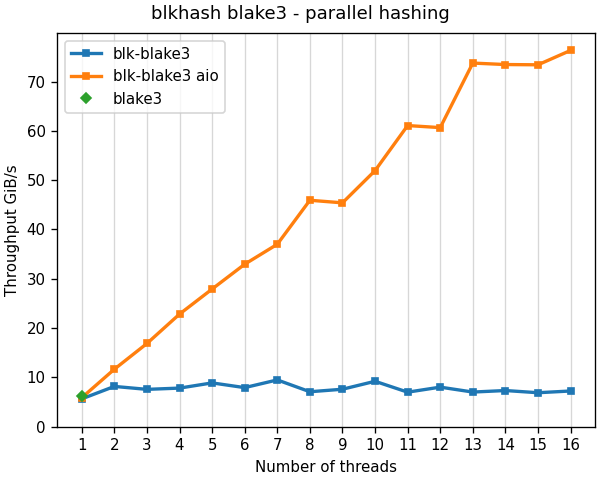 blkhash blake3 - parallel hashing
blk-blake3
blk-blake3 aio
blake3
Throughput GiB/s
70
60
50
40
30
20
10
0
1 2 3 4 5 6 7 8 9 10 11 12 13 14 15 16
Number of threads